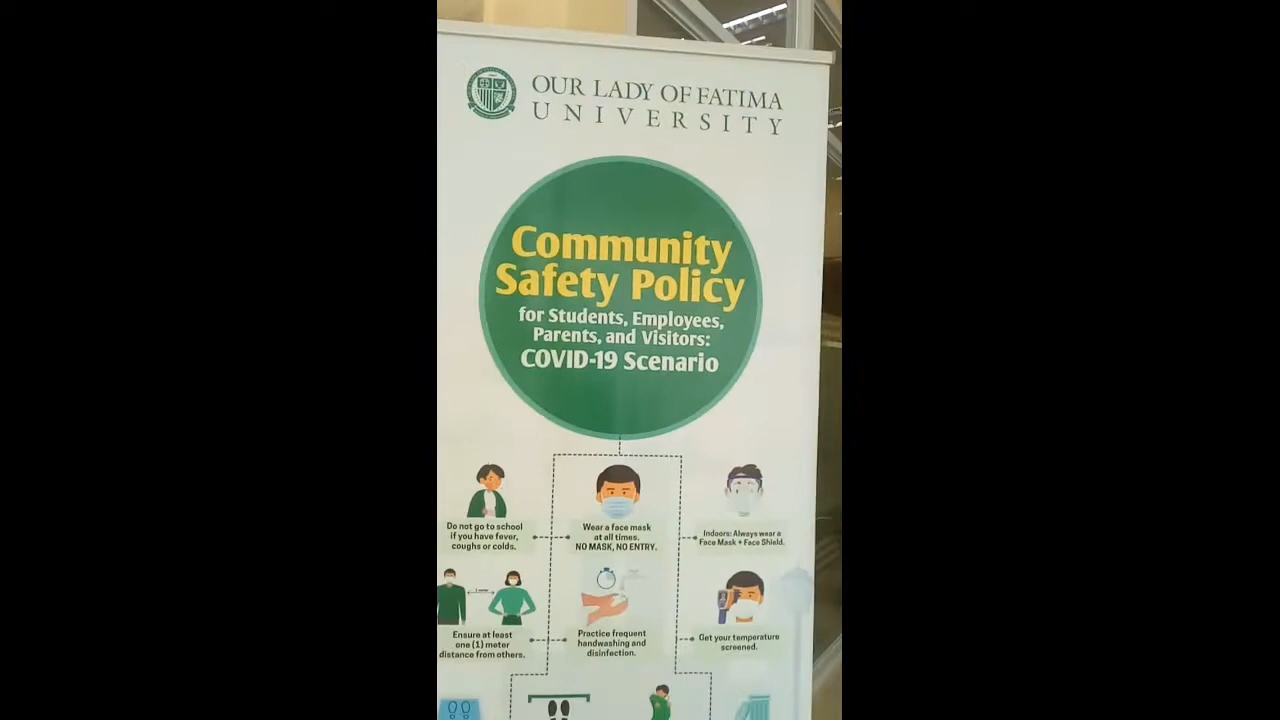 OUR LADY OF FATIMA
UNIVERSITY
Community
Safety Policy
for Students, Employees,
Parents, and Visitors:
COVID-19 Scenario
Do not go to school
if you have fever,
coughs or colds.
Wear a face mask
at all times.
NO MASK, NO ENTRY.
Indoors: Always wear a
Face Mask + Face Shield.
1 meter
Ensure at least
one (1) meter
distance from others.
Practice frequent
handwashing and
disinfection.
Get your temperature
screened.